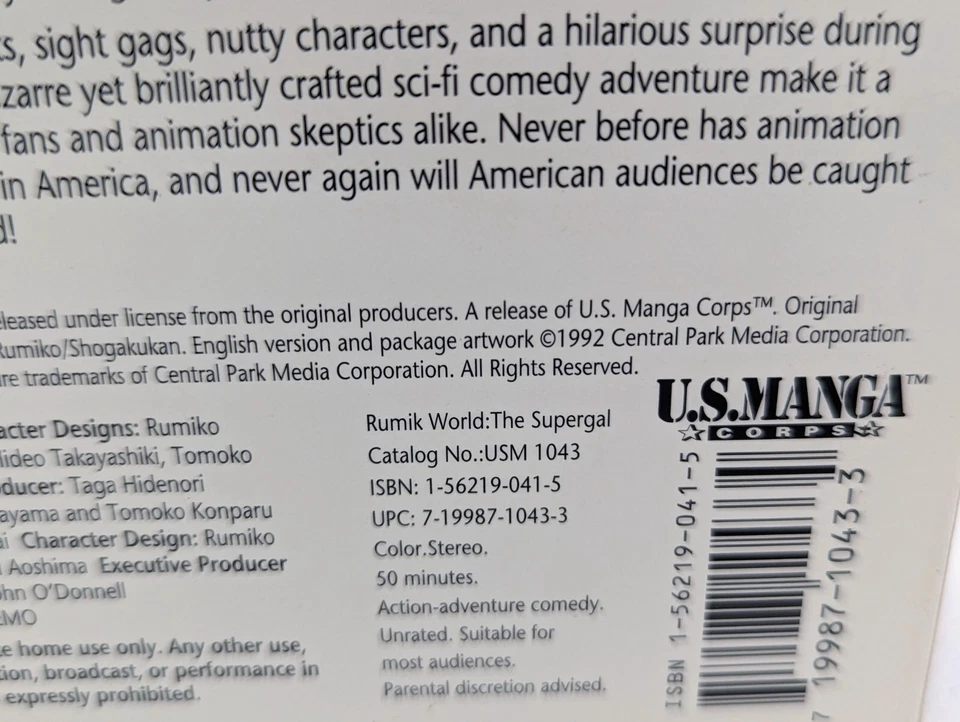 sight gags, nutty characters, and a hilarious surprise during
zarre yet brilliantly crafted sci-fi comedy adventure make it a
fans and animation skeptics alike. Never before has animation
in America, and never again will American audiences be caught
d!
eleased under license from the original producers. A release of U.S. Manga Corps™. Original
Rumiko/Shogakukan. English version and package artwork ©1992 Central Park Media Corporation.
re trademarks of Central Park Media Corporation. All Rights Reserved.
U.S.MANGA™
CORPS
acter Designs: Rumiko
Hideo Takayashiki, Tomoko
ducer: Taga Hidenori
ayama and Tomoko Konparu
ai Character Design: Rumiko
Aoshima Executive Producer
ohn O'Donnell
EMO
e home use only. Any other use,
tion, broadcast, or performance in
expressly prohibited.
Rumik World:The Supergal
Catalog No.:USM 1043
ISBN: 1-56219-041-5
UPC: 7-19987-1043-3
Color.Stereo.
50 minutes.
Action-adventure comedy.
Unrated. Suitable for
most audiences.
Parental discretion advised.
ISBN 1-56219-041-5
7 19987-1043-3